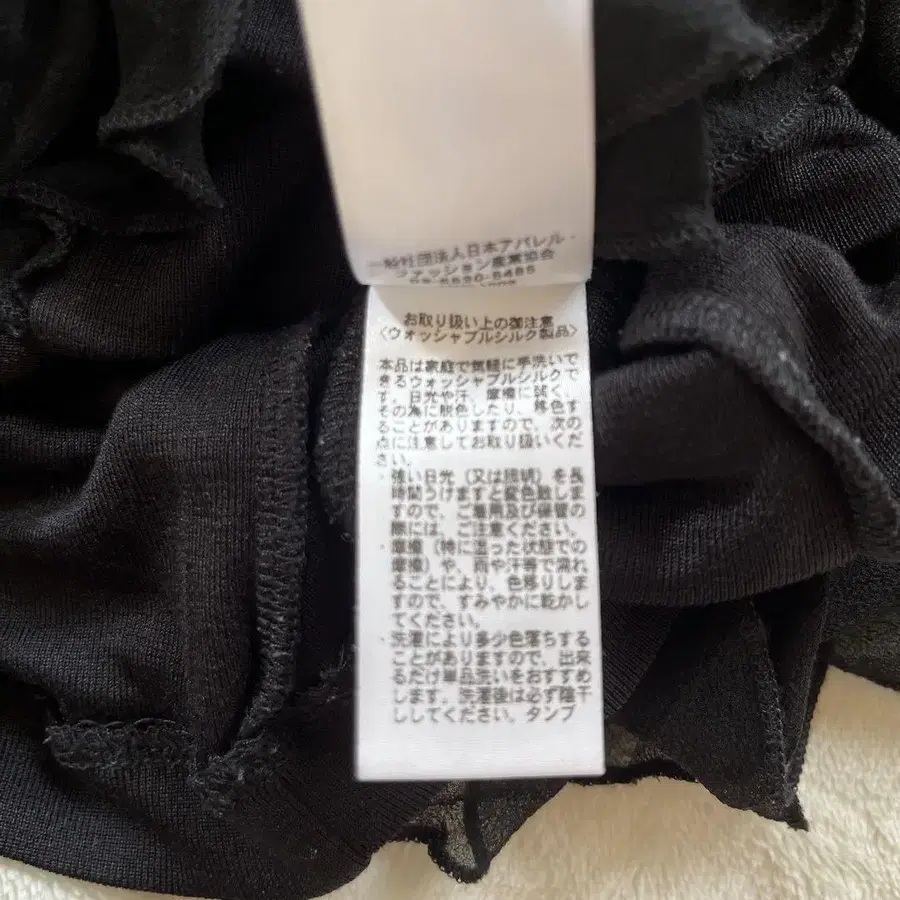 一般社団法人日本アパレル・
ファッション産業協会
03-5530-5485
お取り扱い上の御注意
〈ウォッシャブルシルク製品〉
本品は家庭で気軽に手洗いで
きるウォッシャブルシルクで
す。日光や汗、摩擦に弱く、
その為に脱色したり、移色す
ることがありますので、次の
点に注意してお取り扱いくだ
さい。
・強い日光（又は照明）を長
時間うけますと変色致しま
すので、ご着用及び保管の
際には、ご注意ください。
・摩擦（特に湿った状態での
摩擦）や、雨や汗等で濡れ
ることにより、色移りしま
すので、すみやかに乾かし
てください。
・洗濯により多少色落ちする
ことがありますので、出来
るだけ単品洗いをおすすめ
します。洗濯後は必ず陰干
ししてください。タンブ